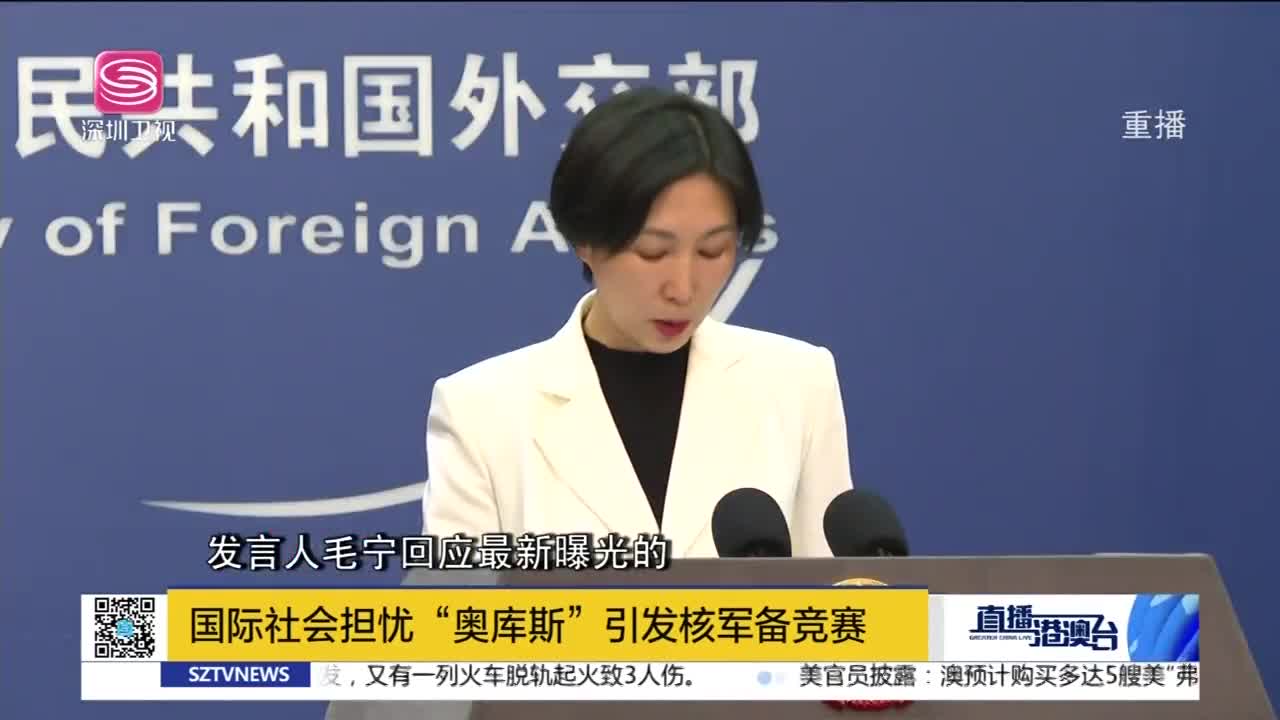 民共和国外交部
深圳卫视
重播
y of Foreign A s
发言人毛宁回应最新曝光的
国际社会担忧“奥库斯”引发核军备竞赛
直播港澳台
GREATER CHINA LIVE
SZTVNEWS
发，又有一列火车脱轨起火致3人伤。
美官员披露：澳预计购买多达5艘美“弗